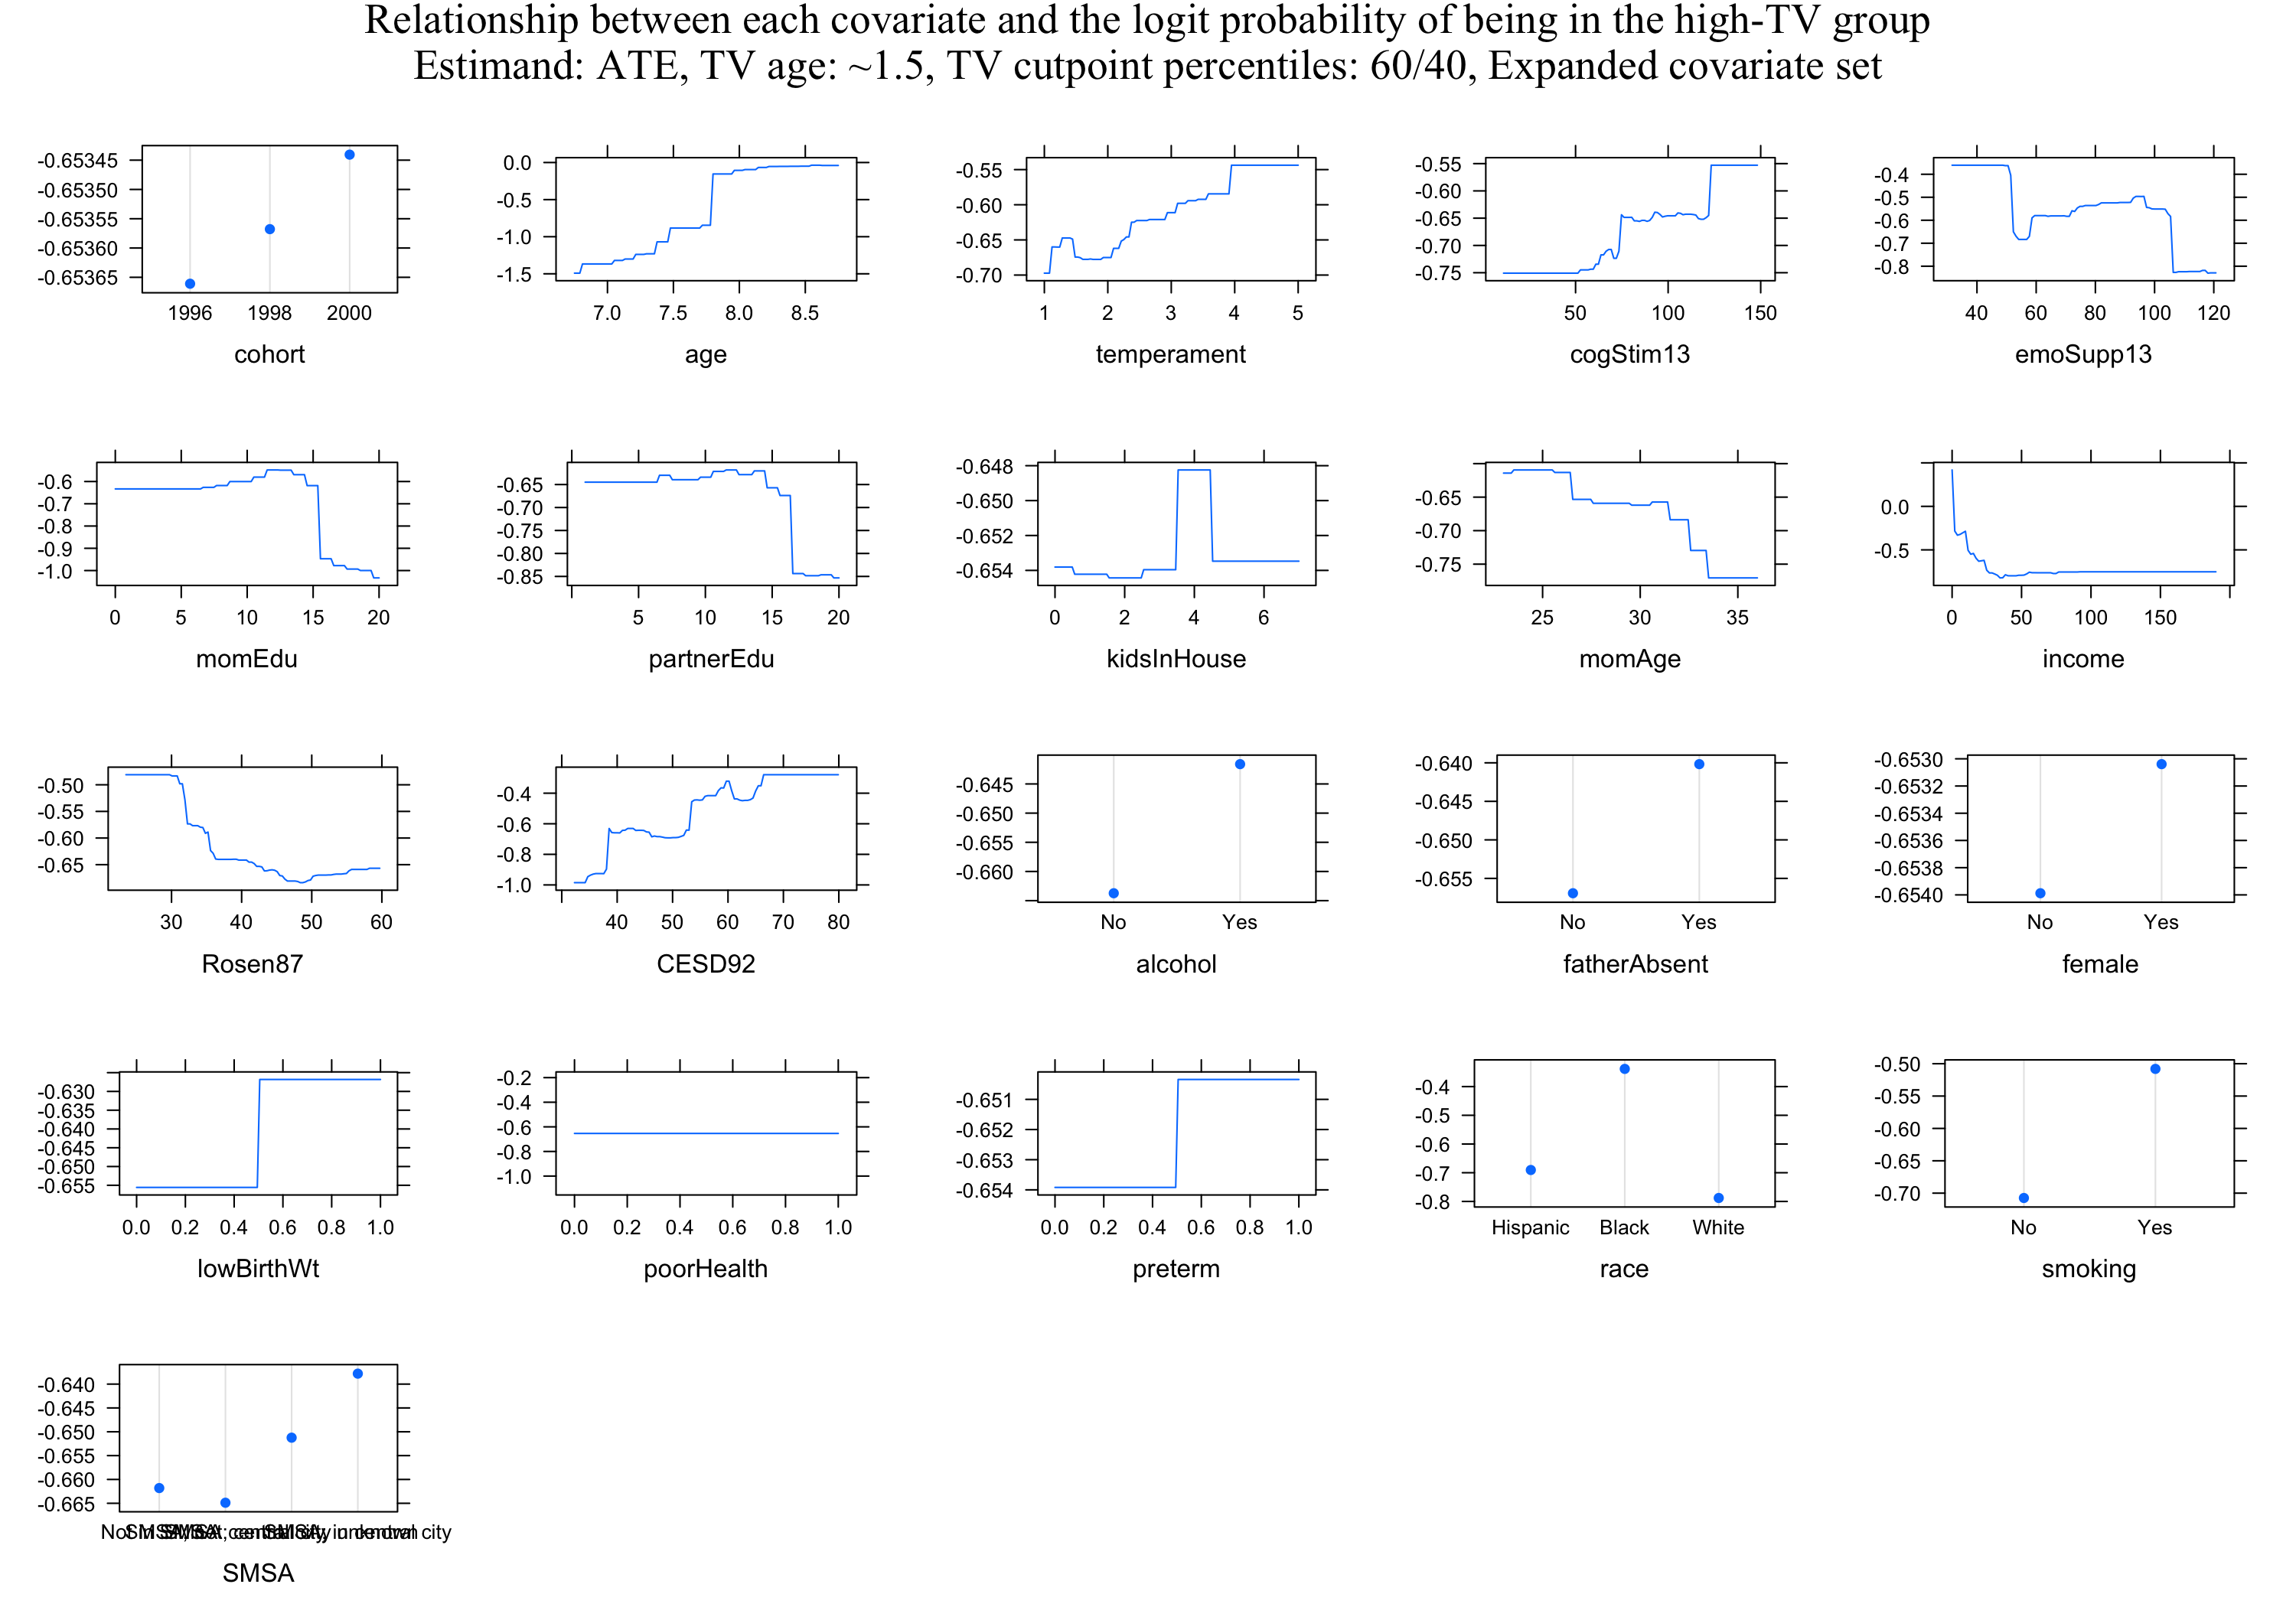 Relationship between each covariate and the logit probability of being in the high-TV group
Estimand: ATE, TV age: ~1.5, TV cutpoint percentiles: 60/40, Expanded covariate set
-0.65345
-0.65350
-0.65355
-0.65360
-0.65365
1996 1998 2000
cohort
0.0
-0.5
-1.0
-1.5
7.0 7.5 8.0 8.5
age
-0.55
-0.60
-0.65
-0.70
1 2 3 4 5
temperament
-0.55
-0.60
-0.65
-0.70
-0.75
50 100 150
cogStim13
-0.4
-0.5
-0.6
-0.7
-0.8
40 60 80 100 120
emoSupp13
-0.6
-0.7
-0.8
-0.9
-1.0
0 5 10 15 20
momEdu
-0.65
-0.70
-0.75
-0.80
-0.85
5 10 15 20
partnerEdu
-0.648
-0.650
-0.652
-0.654
0 2 4 6
kidsInHouse
-0.65
-0.70
-0.75
25 30 35
momAge
0.0
-0.5
0 50 100 150
income
-0.50
-0.55
-0.60
-0.65
30 40 50 60
Rosen87
-0.4
-0.6
-0.8
-1.0
40 50 60 70 80
CESD92
-0.645
-0.650
-0.655
-0.660
No Yes
alcohol
-0.640
-0.645
-0.650
-0.655
No Yes
fatherAbsent
-0.6530
-0.6532
-0.6534
-0.6536
-0.6538
-0.6540
No Yes
female
-0.630
-0.635
-0.640
-0.645
-0.650
-0.655
0.0 0.2 0.4 0.6 0.8 1.0
lowBirthWt
-0.2
-0.4
-0.6
-0.8
-1.0
0.0 0.2 0.4 0.6 0.8 1.0
poorHealth
-0.651
-0.652
-0.653
-0.654
0.0 0.2 0.4 0.6 0.8 1.0
preterm
-0.4
-0.5
-0.6
-0.7
-0.8
Hispanic Black White
race
-0.50
-0.55
-0.60
-0.65
-0.70
No Yes
smoking
-0.640
-0.645
-0.650
-0.655
-0.660
-0.665
city
SMSA